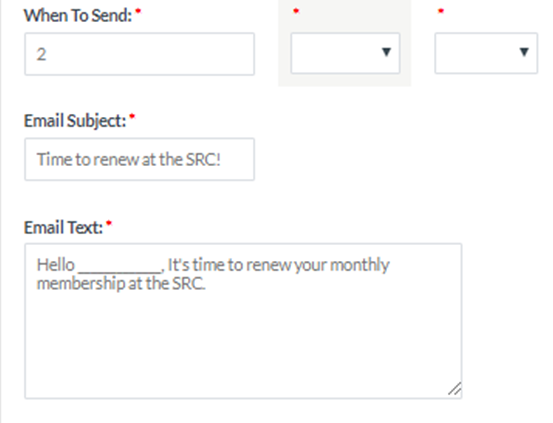 When To Send: * * *
2
Email Subject: *
Time to renew at the SRC!
Email Text: *
Hello ___________, It's time to renew your monthly
membership at the SRC.